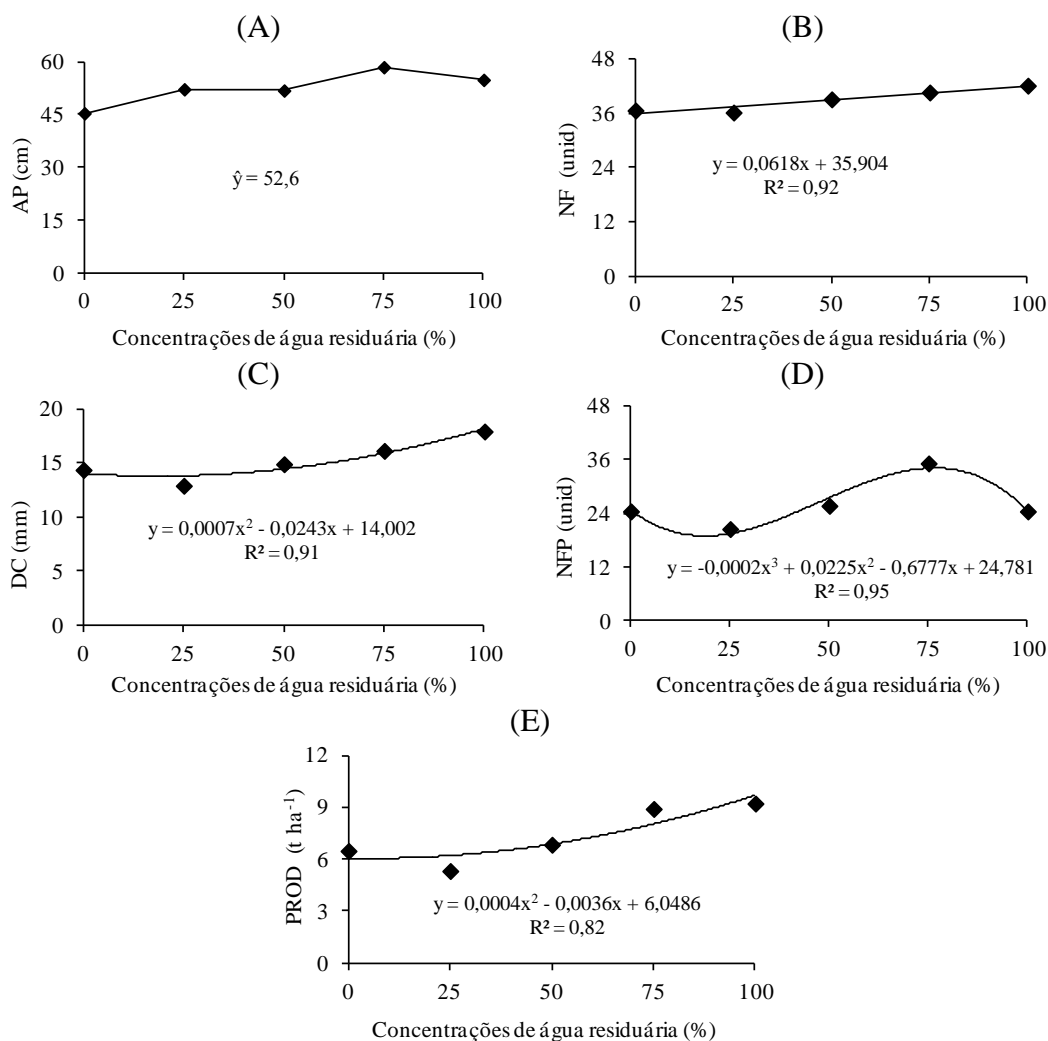 (A)
60
45
30
15
0
AP (cm)
ŷ = 52,6
0 25 50 75 100
Concentrações de água residuária (%)
(B)
48
36
24
12
0
NF (unid)
y = 0,0618x + 35,904
R² = 0,92
0 25 50 75 100
Concentrações de água residuária (%)
(C)
20
15
10
5
0
DC (mm)
y = 0,0007x² - 0,0243x + 14,002
R² = 0,91
0 25 50 75 100
Concentrações de água residuária (%)
(D)
48
36
24
12
0
NFP (unid)
y = -0,0002x³ + 0,0225x² - 0,6777x + 24,781
R² = 0,95
0 25 50 75 100
Concentrações de água residuária (%)
(E)
12
9
6
3
0
PROD (t ha⁻¹)
y = 0,0004x² - 0,0036x + 6,0486
R² = 0,82
0 25 50 75 100
Concentrações de água residuária (%)